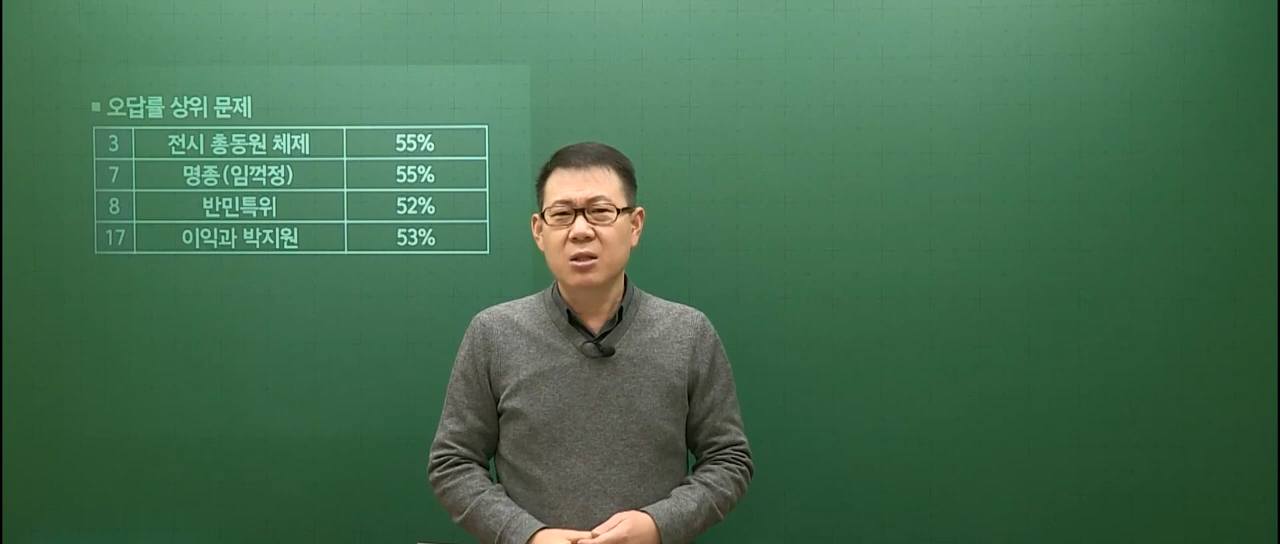 ■ 오답률 상위 문제
3 전시 총동원 체제 55%
7 명종(임꺽정) 55%
8 반민특위 52%
17 이익과 박지원 53%